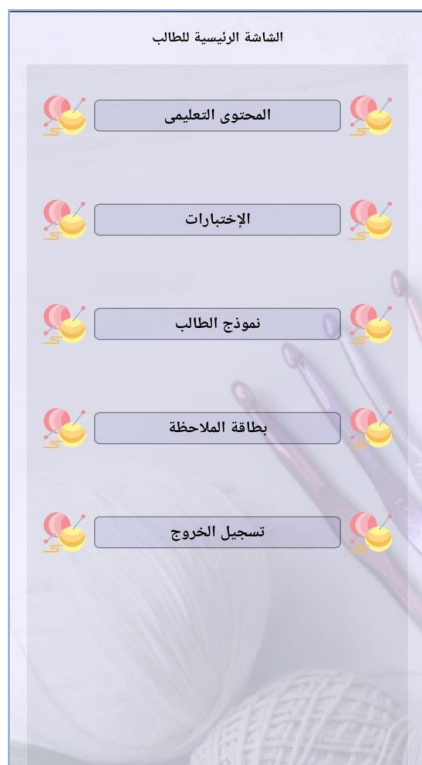 الشاشة الرئيسية للطالب
المحتوى التعليمى
الإختبارات
نموذج الطالب
بطاقة الملاحظة
تسجيل الخروج